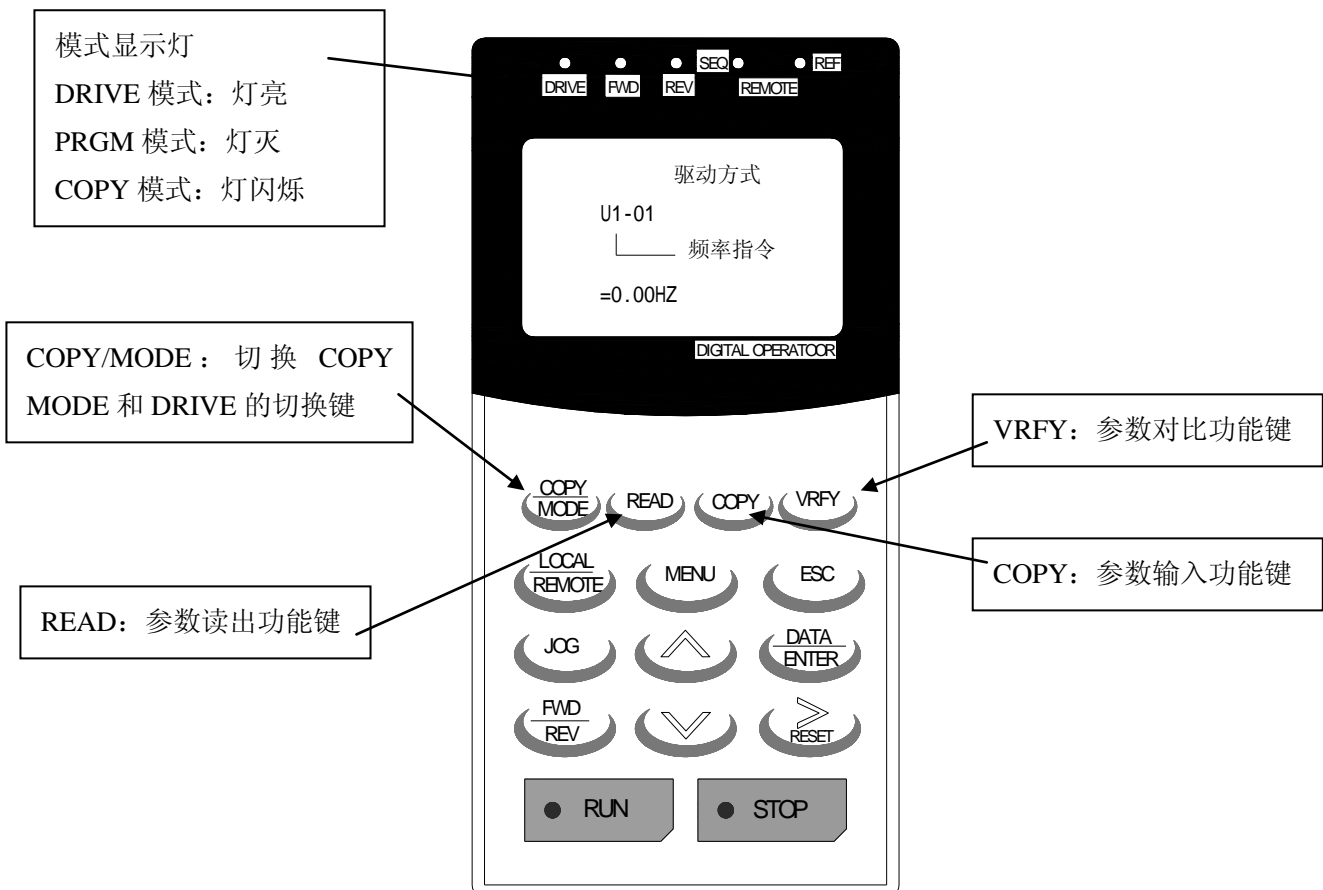 模式显示灯
DRIVE 模式：灯亮
PRGM 模式：灯灭
COPY 模式：灯闪烁
SEQ REF
DRIVE FWD REV REMOTE
驱动方式
U1-01
频率指令
=0.00HZ
DIGITAL OPERATOOR
COPY/MODE： 切换 COPY
MODE 和 DRIVE 的切换键
VRFY：参数对比功能键
COPY
MODE
READ
COPY
VRFY
READ：参数读出功能键
COPY：参数输入功能键
LOCAL
REMOTE
MENU
ESC
JOG
DATA
ENTER
FWD
REV
RESET
RUN
STOP